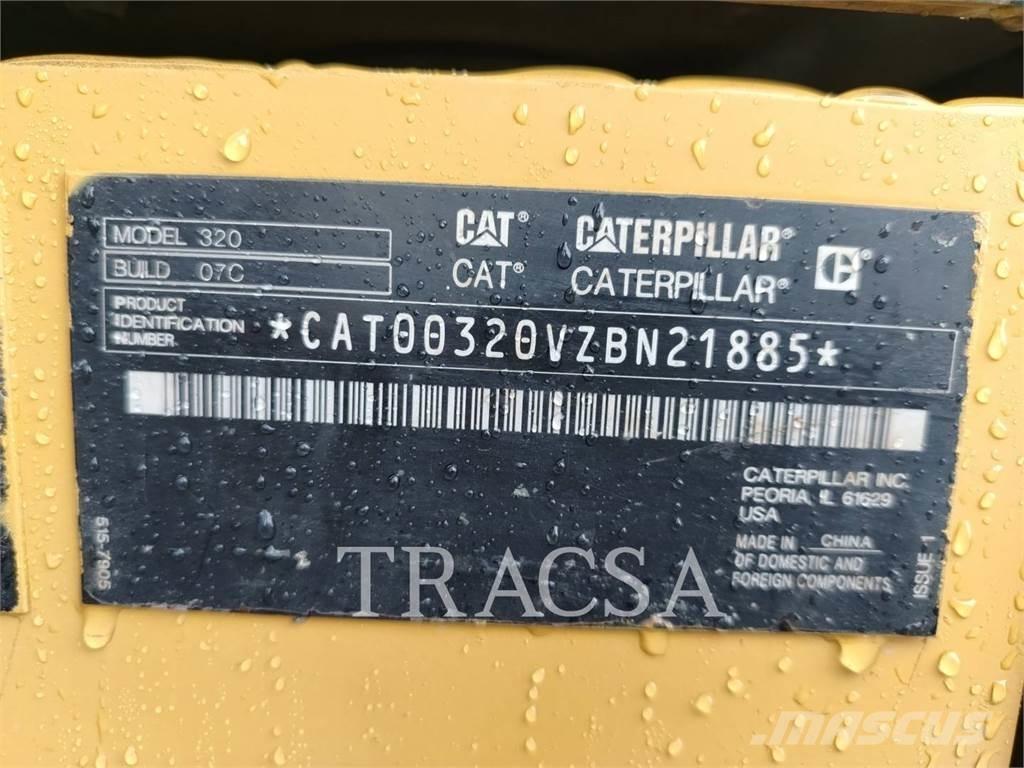 MODEL 320
BUILD 07C
CAT® CATERPILLAR®
CAT® CATERPILLAR®
PRODUCT
IDENTIFICATION
NUMBER
*CAT00320VZBN21885*
CATERPILLAR INC.
PEORIA, IL 61629
USA
MADE IN CHINA
OF DOMESTIC AND
FOREIGN COMPONENTS
515-7905
ISSUE 1
TRACSA
MASCUS